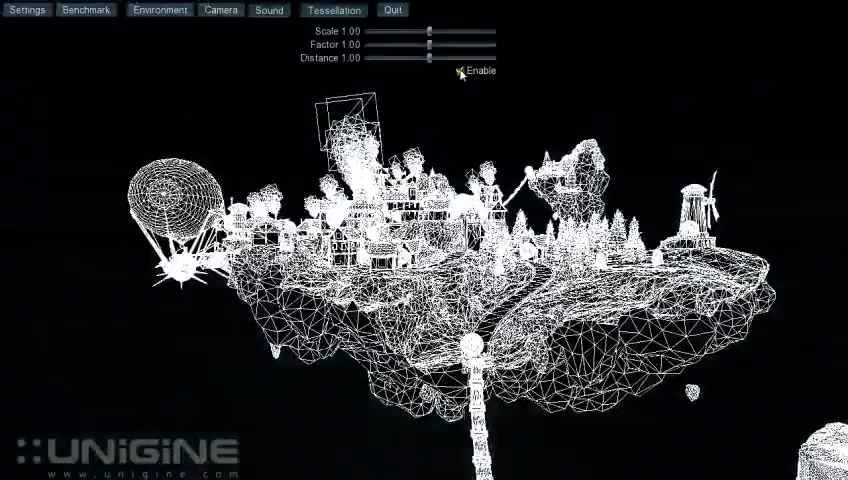 Settings Benchmark Environment Camera Sound Tessellation Quit
Scale 1.00
Factor 1.00
Distance 1.00
Enable
UNiGiNE
www.unigine.com